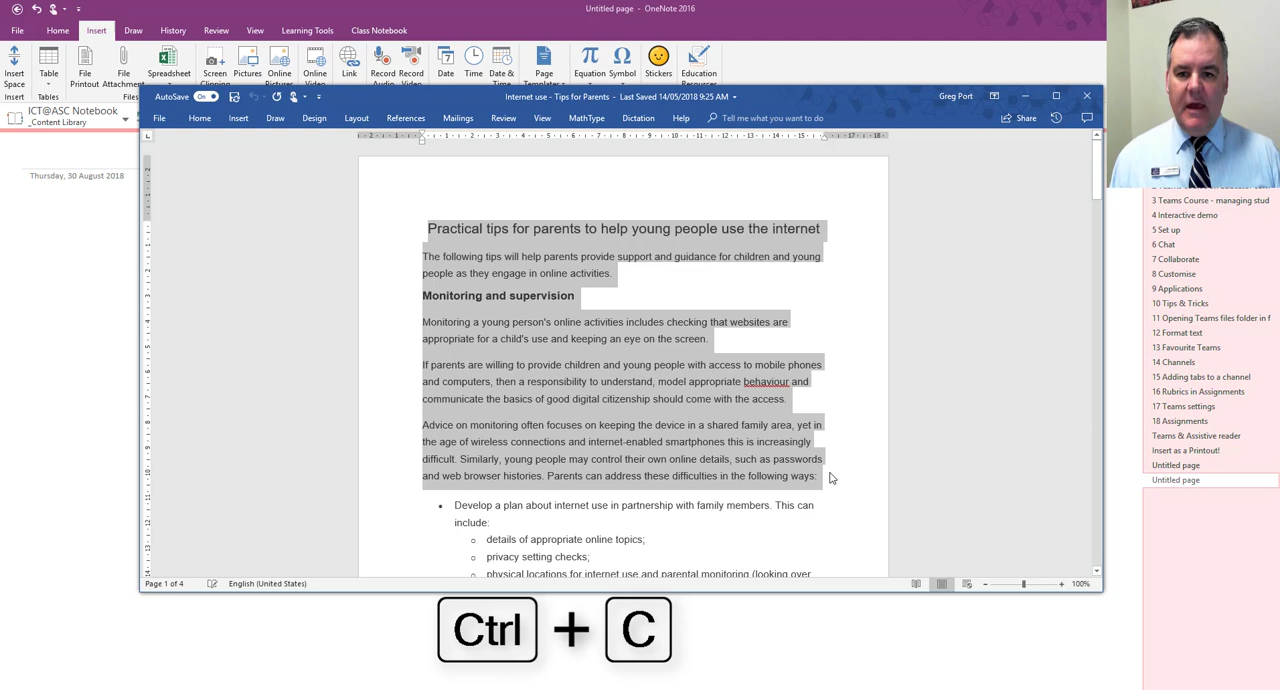 Untitled page - OneNote 2016
File Home Insert Draw History Review View Learning Tools Class Notebook
Insert Space
Table
File Printout
File Attachment
Spreadsheet
Screen Clipping
Pictures
Online Pictures
Online Video
Link
Record Audio
Record Video
Date
Time
Date &
Page Templates
Equation
Symbol
Stickers
Education Resources
Insert Tables Files
ICT@ASC Notebook
_Content Library
Thursday, 30 August 2018
AutoSave On
Internet use - Tips for Parents - Last Saved 14/05/2018 9:25 AM
Greg Port
File Home Insert Draw Design Layout References Mailings Review View MathType Dictation Help Tell me what you want to do
Share
Practical tips for parents to help young people use the internet
The following tips will help parents provide support and guidance for children and young
people as they engage in online activities.
Monitoring and supervision
Monitoring a young person's online activities includes checking that websites are
appropriate for a child's use and keeping an eye on the screen.
If parents are willing to provide children and young people with access to mobile phones
and computers, then a responsibility to understand, model appropriate behaviour and
communicate the basics of good digital citizenship should come with the access.
Advice on monitoring often focuses on keeping the device in a shared family area, yet in
the age of wireless connections and internet-enabled smartphones this is increasingly
difficult. Similarly, young people may control their own online details, such as passwords
and web browser histories. Parents can address these difficulties in the following ways:
• Develop a plan about internet use in partnership with family members. This can
include:
o details of appropriate online topics;
o privacy setting checks;
o physical locations for internet use and parental monitoring (looking over
Page 1 of 4
English (United States)
100%
Ctrl + C
3 Teams Course - managing stud
4 Interactive demo
5 Set up
6 Chat
7 Collaborate
8 Customise
9 Applications
10 Tips & Tricks
11 Opening Teams files folder in f
12 Format text
13 Favourite Teams
14 Channels
15 Adding tabs to a channel
16 Rubrics in Assignments
17 Teams settings
18 Assignments
Teams & Assistive reader
Insert as a Printout!
Untitled page
Untitled page